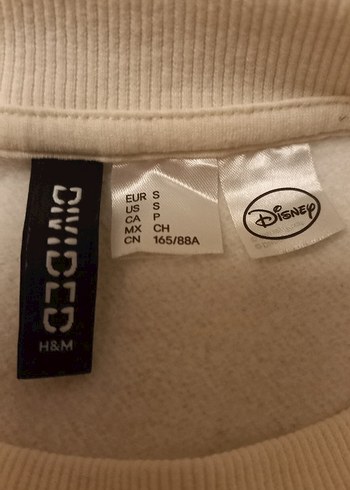 DIVIDED
H&M
EUR S
US S
CA P
MX CH
CN 165/88A
Disney